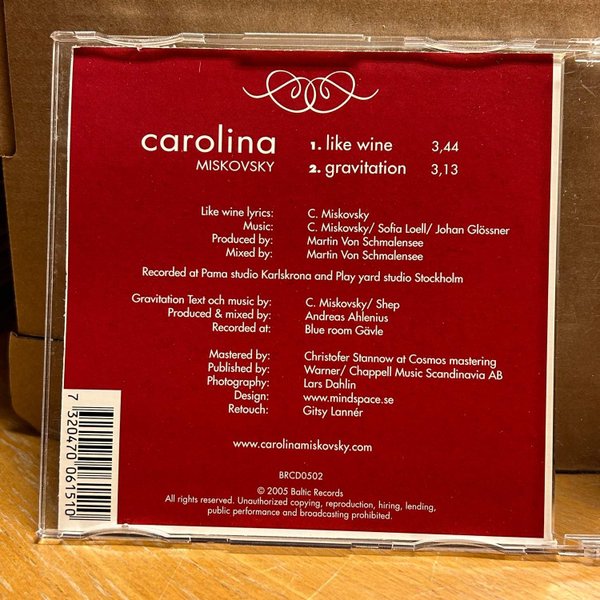 carolina
MISKOVSKY
1. like wine 3,44
2. gravitation 3,13
Like wine lyrics: C. Miskovsky
Music: C. Miskovsky/ Sofia Loell/ Johan Glössner
Produced by: Martin Von Schmalensee
Mixed by: Martin Von Schmalensee
Recorded at Pama studio Karlskrona and Play yard studio Stockholm
Gravitation Text och music by: C. Miskovsky/ Shep
Produced & mixed by: Andreas Ahlenius
Recorded at: Blue room Gävle
Mastered by: Christofer Stannow at Cosmos mastering
Published by: Warner/ Chappell Music Scandinavia AB
Photography: Lars Dahlin
Design: www.mindspace.se
Retouch: Gitsy Lannér
www.carolinamiskovsky.com
BRCD0502
© 2005 Baltic Records
All rights reserved. Unauthorized copying, reproduction, hiring, lending,
public performance and broadcasting prohibited.
7 320470 061510